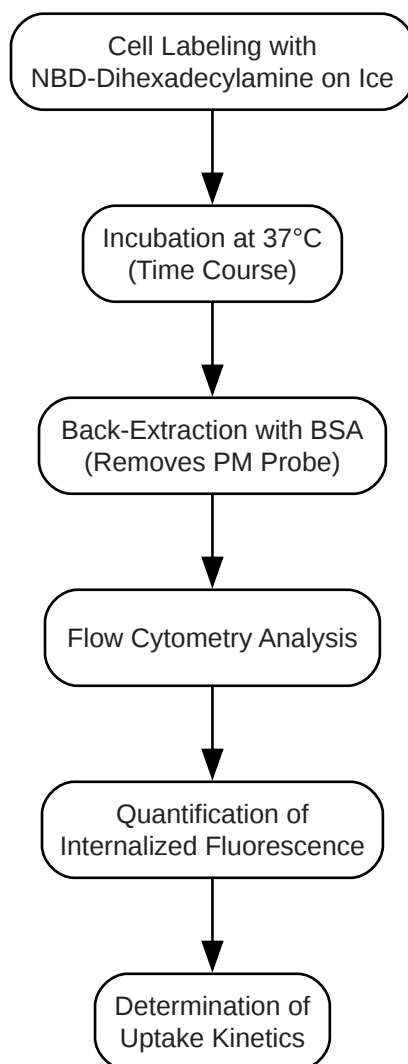 Cell Labeling with
NBD-Dihexadecylamine on Ice
Incubation at 37°C
(Time Course)
Back-Extraction with BSA
(Removes PM Probe)
Flow Cytometry Analysis
Quantification of
Internalized Fluorescence
Determination of
Uptake Kinetics